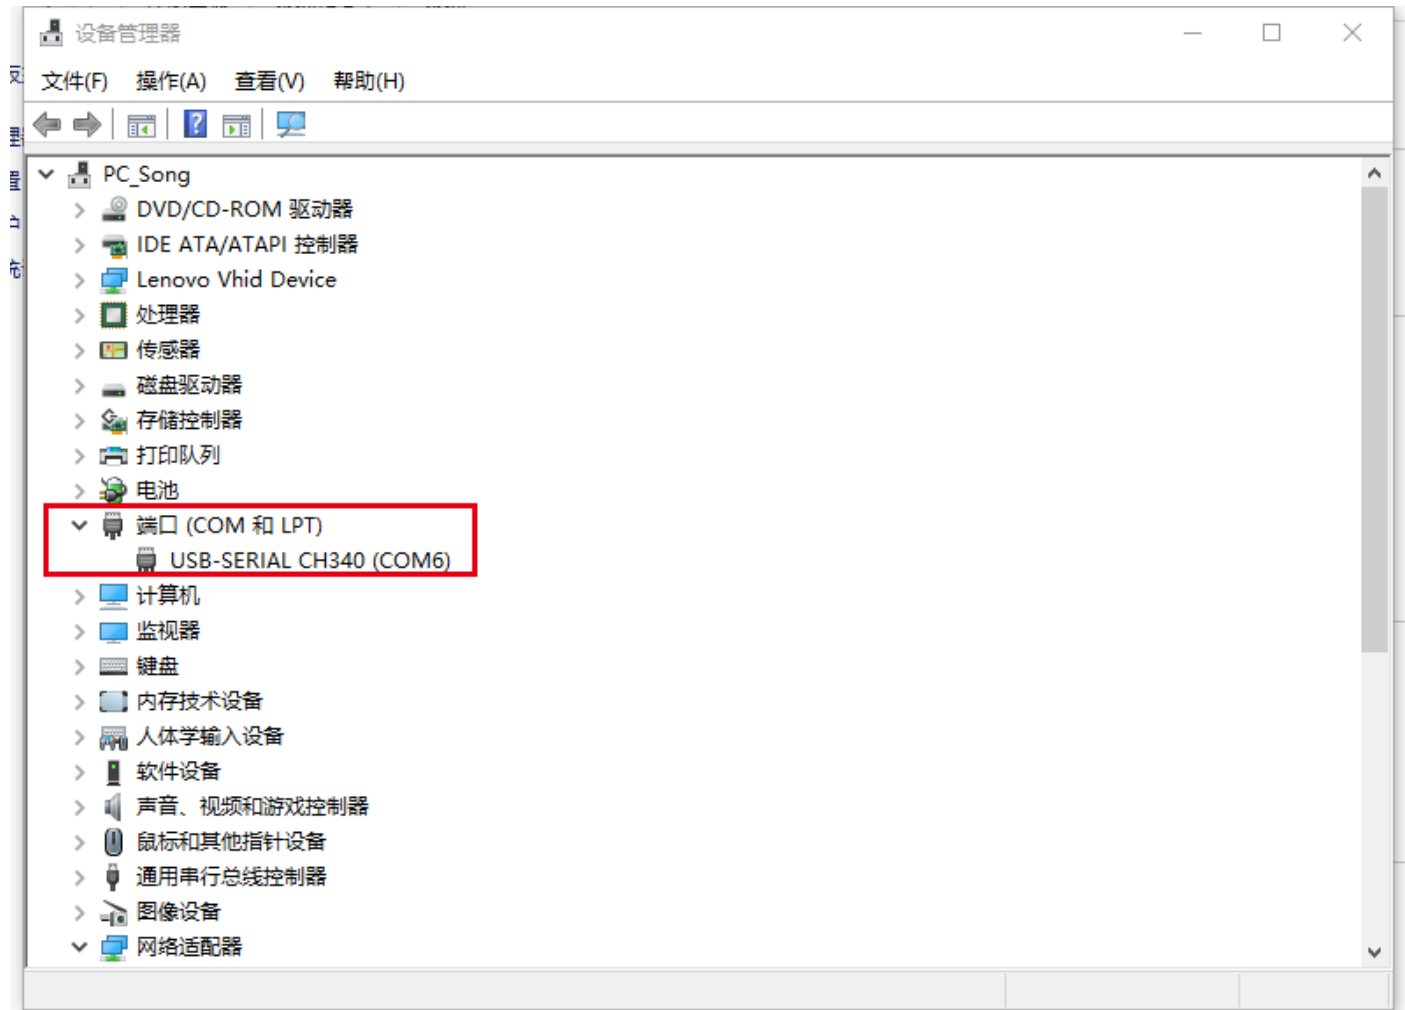 设备管理器
文件(F) 操作(A) 查看(V) 帮助(H)
PC_Song
DVD/CD-ROM 驱动器
IDE ATA/ATAPI 控制器
Lenovo Vhid Device
处理器
传感器
磁盘驱动器
存储控制器
打印队列
电池
端口 (COM 和 LPT)
USB-SERIAL CH340 (COM6)
计算机
监视器
键盘
内存技术设备
人体学输入设备
软件设备
声音、视频和游戏控制器
鼠标和其他指针设备
通用串行总线控制器
图像设备
网络适配器